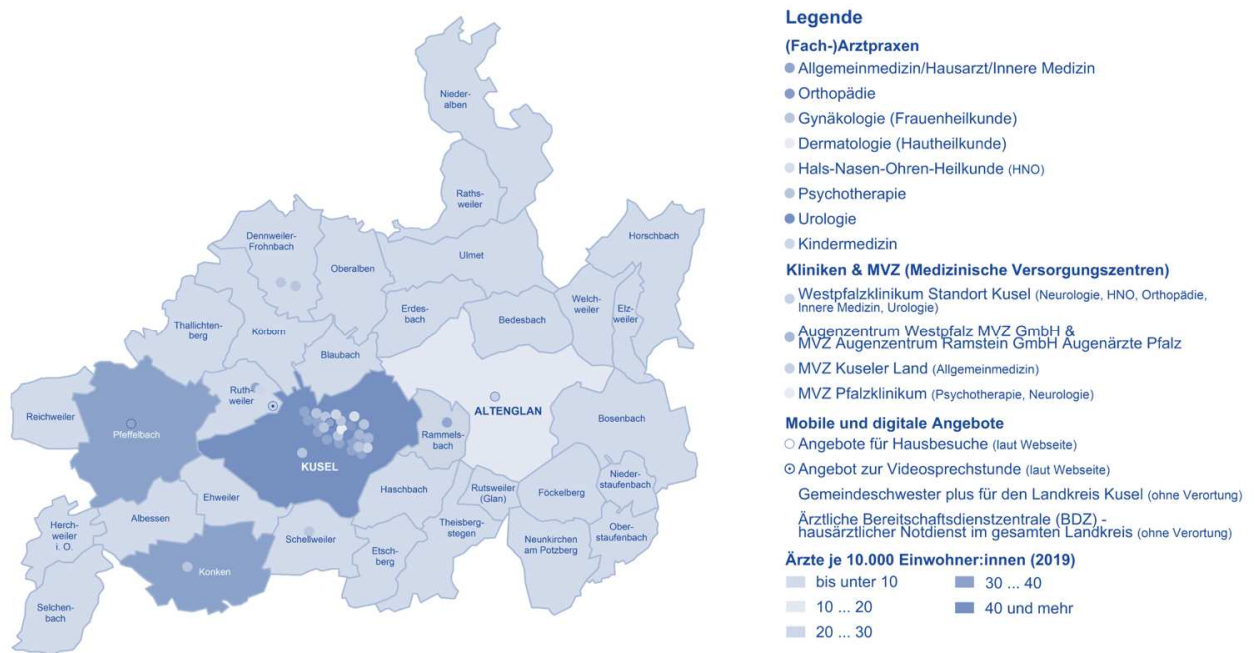 Nieder-
alben
Raths-
weiler
Horschbach
Dennweiler-
Frohnbach
Oberalben
Ulmet
Erdes-
bach
Bedesbach
Welch-
weiler
Elz-
weiler
Thallichten-
berg
Körborn
Blaubach
Ruth-
weiler
Reichweiler
Pfeffelbach
KUSEL
Rammels-
bach
ALTENGLAN
Bosenbach
Ehweiler
Albessen
Haschbach
Rutsweiler
(Glan)
Föckelberg
Nieder-
staufenbach
Herch-
weiler
i. O.
Konken
Schellweiler
Etsch-
berg
Theisberg-
stegen
Neunkirchen
am Potzberg
Ober-
staufenbach
Selchen-
bach
Legende
(Fach-)Arztpraxen
Allgemeinmedizin/Hausarzt/Innere Medizin
Orthopädie
Gynäkologie (Frauenheilkunde)
Dermatologie (Hautheilkunde)
Hals-Nasen-Ohren-Heilkunde (HNO)
Psychotherapie
Urologie
Kindermedizin
Kliniken & MVZ (Medizinische Versorgungszentren)
Westpfalzklinikum Standort Kusel (Neurologie, HNO, Orthopädie,
Innere Medizin, Urologie)
Augenzentrum Westpfalz MVZ GmbH &
MVZ Augenzentrum Ramstein GmbH Augenärzte Pfalz
MVZ Kuseler Land (Allgemeinmedizin)
MVZ Pfalzklinikum (Psychotherapie, Neurologie)
Mobile und digitale Angebote
Angebote für Hausbesuche (laut Webseite)
Angebot zur Videosprechstunde (laut Webseite)
Gemeindeschwester plus für den Landkreis Kusel (ohne Verortung)
Ärztliche Bereitschaftsdienstzentrale (BDZ) -
hausärztlicher Notdienst im gesamten Landkreis (ohne Verortung)
Ärzte je 10.000 Einwohner:innen (2019)
bis unter 10
10 ... 20
20 ... 30
30 ... 40
40 und mehr